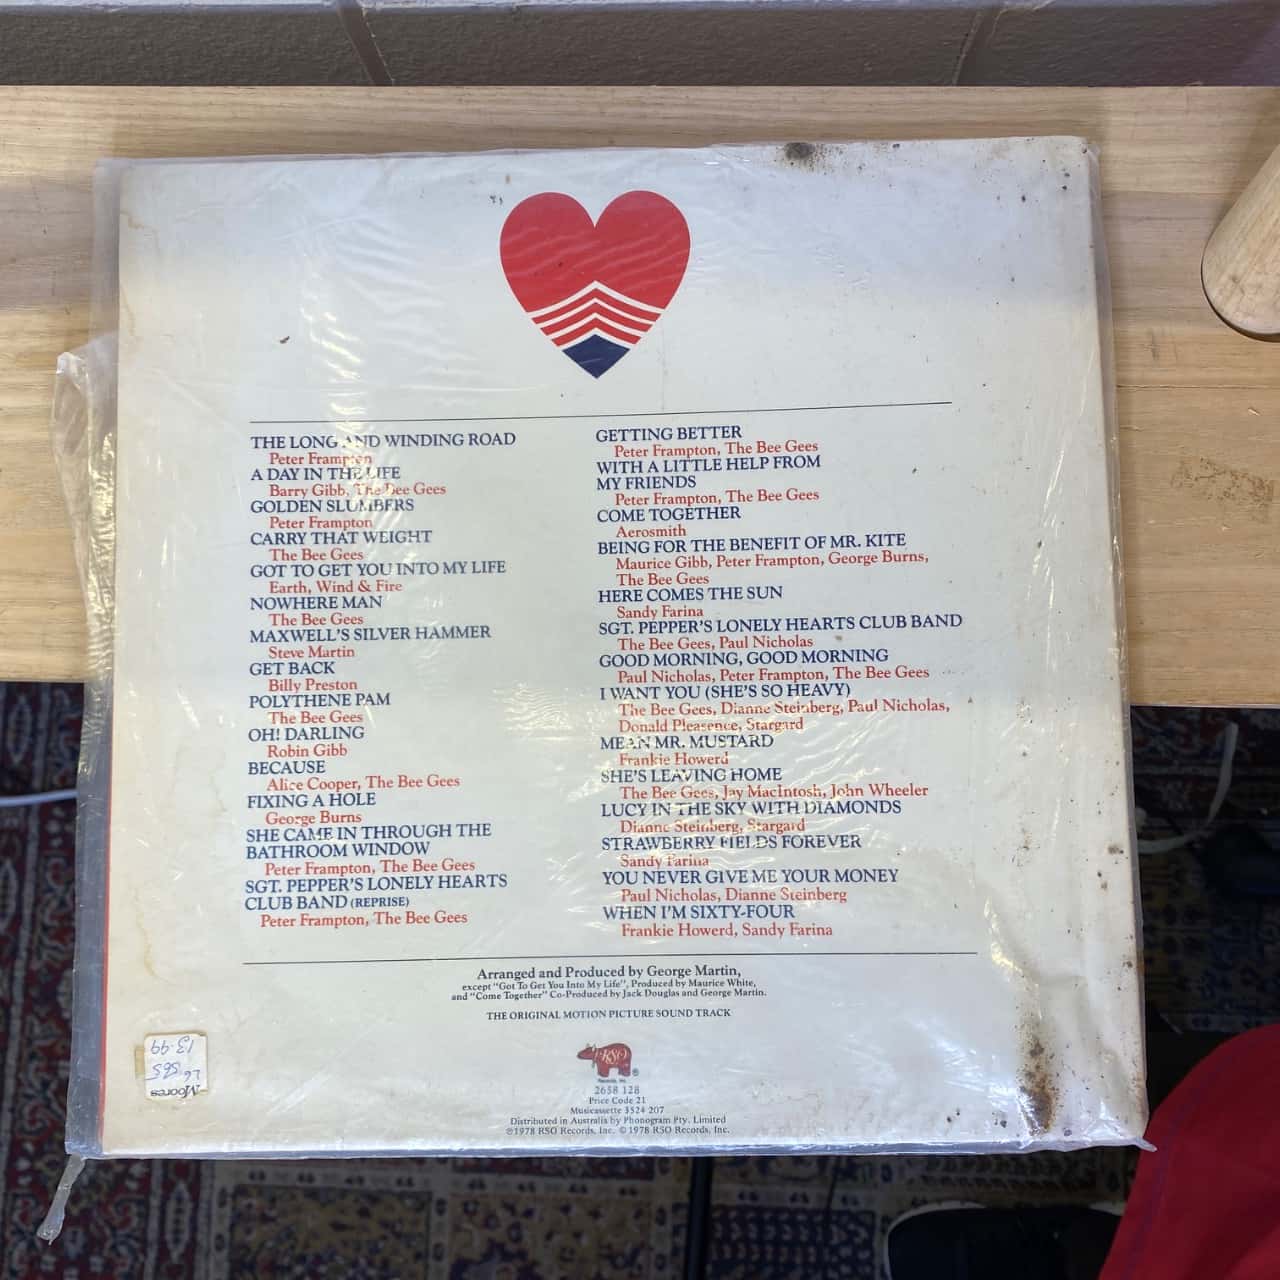 THE LONG AND WINDING ROAD
Peter Frampton
A DAY IN THE LIFE
Barry Gibb, The Bee Gees
GOLDEN SLUMBERS
Peter Frampton
CARRY THAT WEIGHT
The Bee Gees
GOT TO GET YOU INTO MY LIFE
Earth, Wind & Fire
NOWHERE MAN
The Bee Gees
MAXWELL'S SILVER HAMMER
Steve Martin
GET BACK
Billy Preston
POLYTHENE PAM
The Bee Gees
OH! DARLING
Robin Gibb
BECAUSE
Alice Cooper, The Bee Gees
FIXING A HOLE
George Burns
SHE CAME IN THROUGH THE
BATHROOM WINDOW
Peter Frampton, The Bee Gees
SGT. PEPPER'S LONELY HEARTS
CLUB BAND (REPRISE)
Peter Frampton, The Bee Gees
GETTING BETTER
Peter Frampton, The Bee Gees
WITH A LITTLE HELP FROM
MY FRIENDS
Peter Frampton, The Bee Gees
COME TOGETHER
Aerosmith
BEING FOR THE BENEFIT OF MR. KITE
Maurice Gibb, Peter Frampton, George Burns,
The Bee Gees
HERE COMES THE SUN
Sandy Farina
SGT. PEPPER'S LONELY HEARTS CLUB BAND
The Bee Gees, Paul Nicholas
GOOD MORNING, GOOD MORNING
Paul Nicholas, Peter Frampton, The Bee Gees
I WANT YOU (SHE'S SO HEAVY)
The Bee Gees, Dianne Steinberg, Paul Nicholas,
Donald Pleasence, Stargard
MEAN MR. MUSTARD
Frankie Howerd
SHE'S LEAVING HOME
The Bee Gees, Jay MacIntosh, John Wheeler
LUCY IN THE SKY WITH DIAMONDS
Dianne Steinberg, Stargard
STRAWBERRY FIELDS FOREVER
Sandy Farina
YOU NEVER GIVE ME YOUR MONEY
Paul Nicholas, Dianne Steinberg
WHEN I'M SIXTY-FOUR
Frankie Howerd, Sandy Farina
Arranged and Produced by George Martin,
except "Got To Get You Into My Life", Produced by Maurice White,
and "Come Together" Co-Produced by Jack Douglas and George Martin.
THE ORIGINAL MOTION PICTURE SOUND TRACK
RSO®
Records, Inc.
2658 128
Price Code 21
Musicassette 3524 207
Distributed in Australia by Phonogram Pty. Limited
℗1978 RSO Records, Inc. ©1978 RSO Records, Inc.
Moores
565
13.99